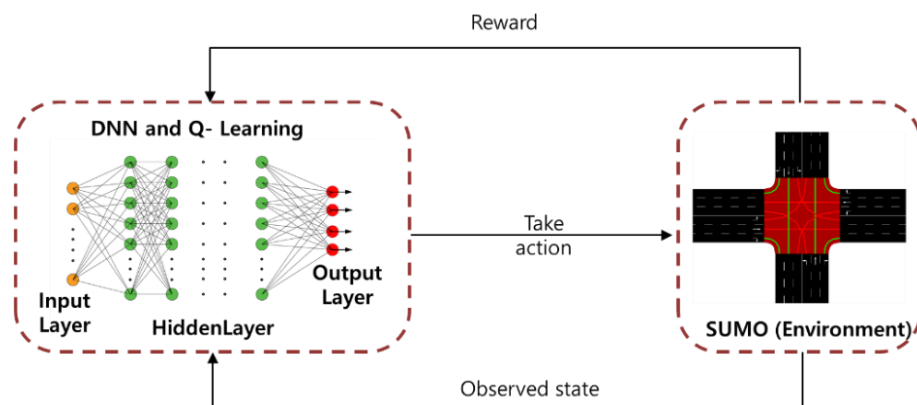 Reward
DNN and Q- Learning
Input
Layer
HiddenLayer
Output
Layer
Take
action
SUMO (Environment)
Observed state